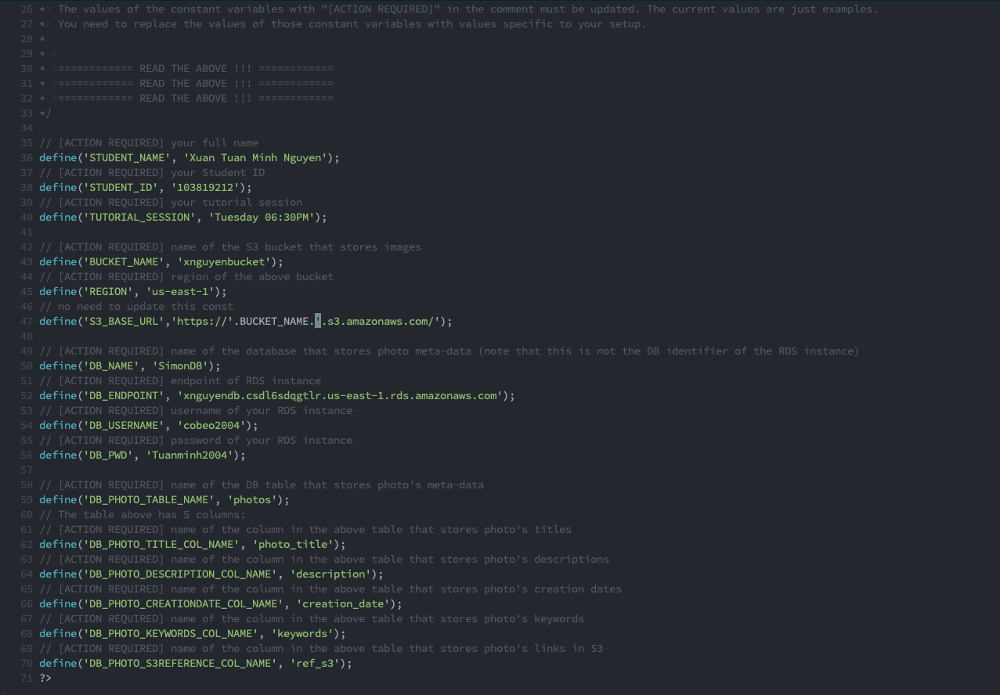 26 *> The values of the constant variables with "[ACTION REQUIRED]" in the comment must be updated. The current values are just examples.
27 *> You need to replace the values of those constant variables with values specific to your setup.
28 *
29 *->
30 * >============ READ THE ABOVE !!! ============-
31 * >============ READ THE ABOVE !!! ============-
32 * >============ READ THE ABOVE !!! ============-
33 */
34
35 // [ACTION REQUIRED] your full name
36 define('STUDENT_NAME', 'Xuan Tuan Minh Nguyen');
37 // [ACTION REQUIRED] your Student ID
38 define('STUDENT_ID', '103819212');
39 // [ACTION REQUIRED] your tutorial session
40 define('TUTORIAL_SESSION', 'Tuesday 06:30PM');
41
42 // [ACTION REQUIRED] name of the S3 bucket that stores images
43 define('BUCKET_NAME', 'xnguyenbucket');
44 // [ACTION REQUIRED] region of the above bucket
45 define('REGION', 'us-east-1');
46 // no need to update this const
47 define('S3_BASE_URL','https://'.BUCKET_NAME.'.s3.amazonaws.com/');
48
49 // [ACTION REQUIRED] name of the database that stores photo meta-data (note that this is not the DB identifier of the RDS instance)
50 define('DB_NAME', 'SimonDB');
51 // [ACTION REQUIRED] endpoint of RDS instance
52 define('DB_ENDPOINT', 'xnguyendb.csdl6sdqgtlr.us-east-1.rds.amazonaws.com');
53 // [ACTION REQUIRED] username of your RDS instance-
54 define('DB_USERNAME', 'cobeo2004');
55 // [ACTION REQUIRED] password of your RDS instance
56 define('DB_PWD', 'Tuanminh2004');
57
58 // [ACTION REQUIRED] name of the DB table that stores photo's meta-data
59 define('DB_PHOTO_TABLE_NAME', 'photos');
60 // The table above has 5 columns:
61 // [ACTION REQUIRED] name of the column in the above table that stores photo's titles
62 define('DB_PHOTO_TITLE_COL_NAME', 'photo_title');
63 // [ACTION REQUIRED] name of the column in the above table that stores photo's descriptions
64 define('DB_PHOTO_DESCRIPTION_COL_NAME', 'description');
65 // [ACTION REQUIRED] name of the column in the above table that stores photo's creation dates
66 define('DB_PHOTO_CREATIONDATE_COL_NAME', 'creation_date');
67 // [ACTION REQUIRED] name of the column in the above table that stores photo's keywords
68 define('DB_PHOTO_KEYWORDS_COL_NAME', 'keywords');
69 // [ACTION REQUIRED] name of the column in the above table that stores photo's links in S3-
70 define('DB_PHOTO_S3REFERENCE_COL_NAME', 'ref_s3');
71 ?>